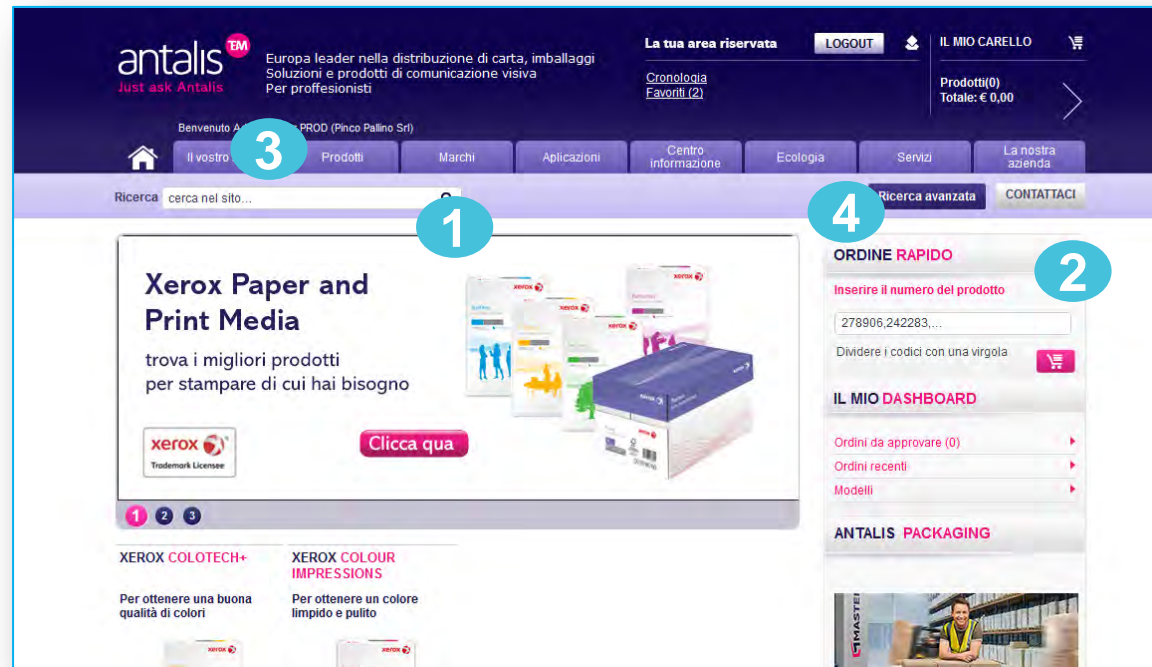 antalis TM
Just ask Antalis
Europa leader nella distribuzione di carta, imballaggi
Soluzioni e prodotti di comunicazione visiva
Per proffesionisti
La tua area riservata
LOGOUT
IL MIO CARELLO
Cronologia
Favoriti (2)
Prodotti(0)
Totale: € 0,00
Benvenuto PROD (Pinco Pallino Srl)
Il vostro
3
Prodotti
Marchi
Aplicazioni
Centro
informazione
Ecologia
Servizi
La nostra
azienda
Ricerca
cerca nel sito...
1
4
Ricerca avanzata
CONTATTACI
Xerox Paper and
Print Media
trova i migliori prodotti
per stampare di cui hai bisogno
xerox
Trademark Licensee
Clicca qua
1 2 3
ORDINE RAPIDO
2
Inserire il numero del prodotto
278906,242283,...
Dividere i codici con una virgola
IL MIO DASHBOARD
Ordini da approvare (0)
Ordini recenti
Modelli
ANTALIS PACKAGING
XEROX COLOTECH+
Per ottenere una buona
qualità di colori
xerox
XEROX COLOUR
IMPRESSIONS
Per ottenere un colore
limpido e pulito
xerox
MASTER